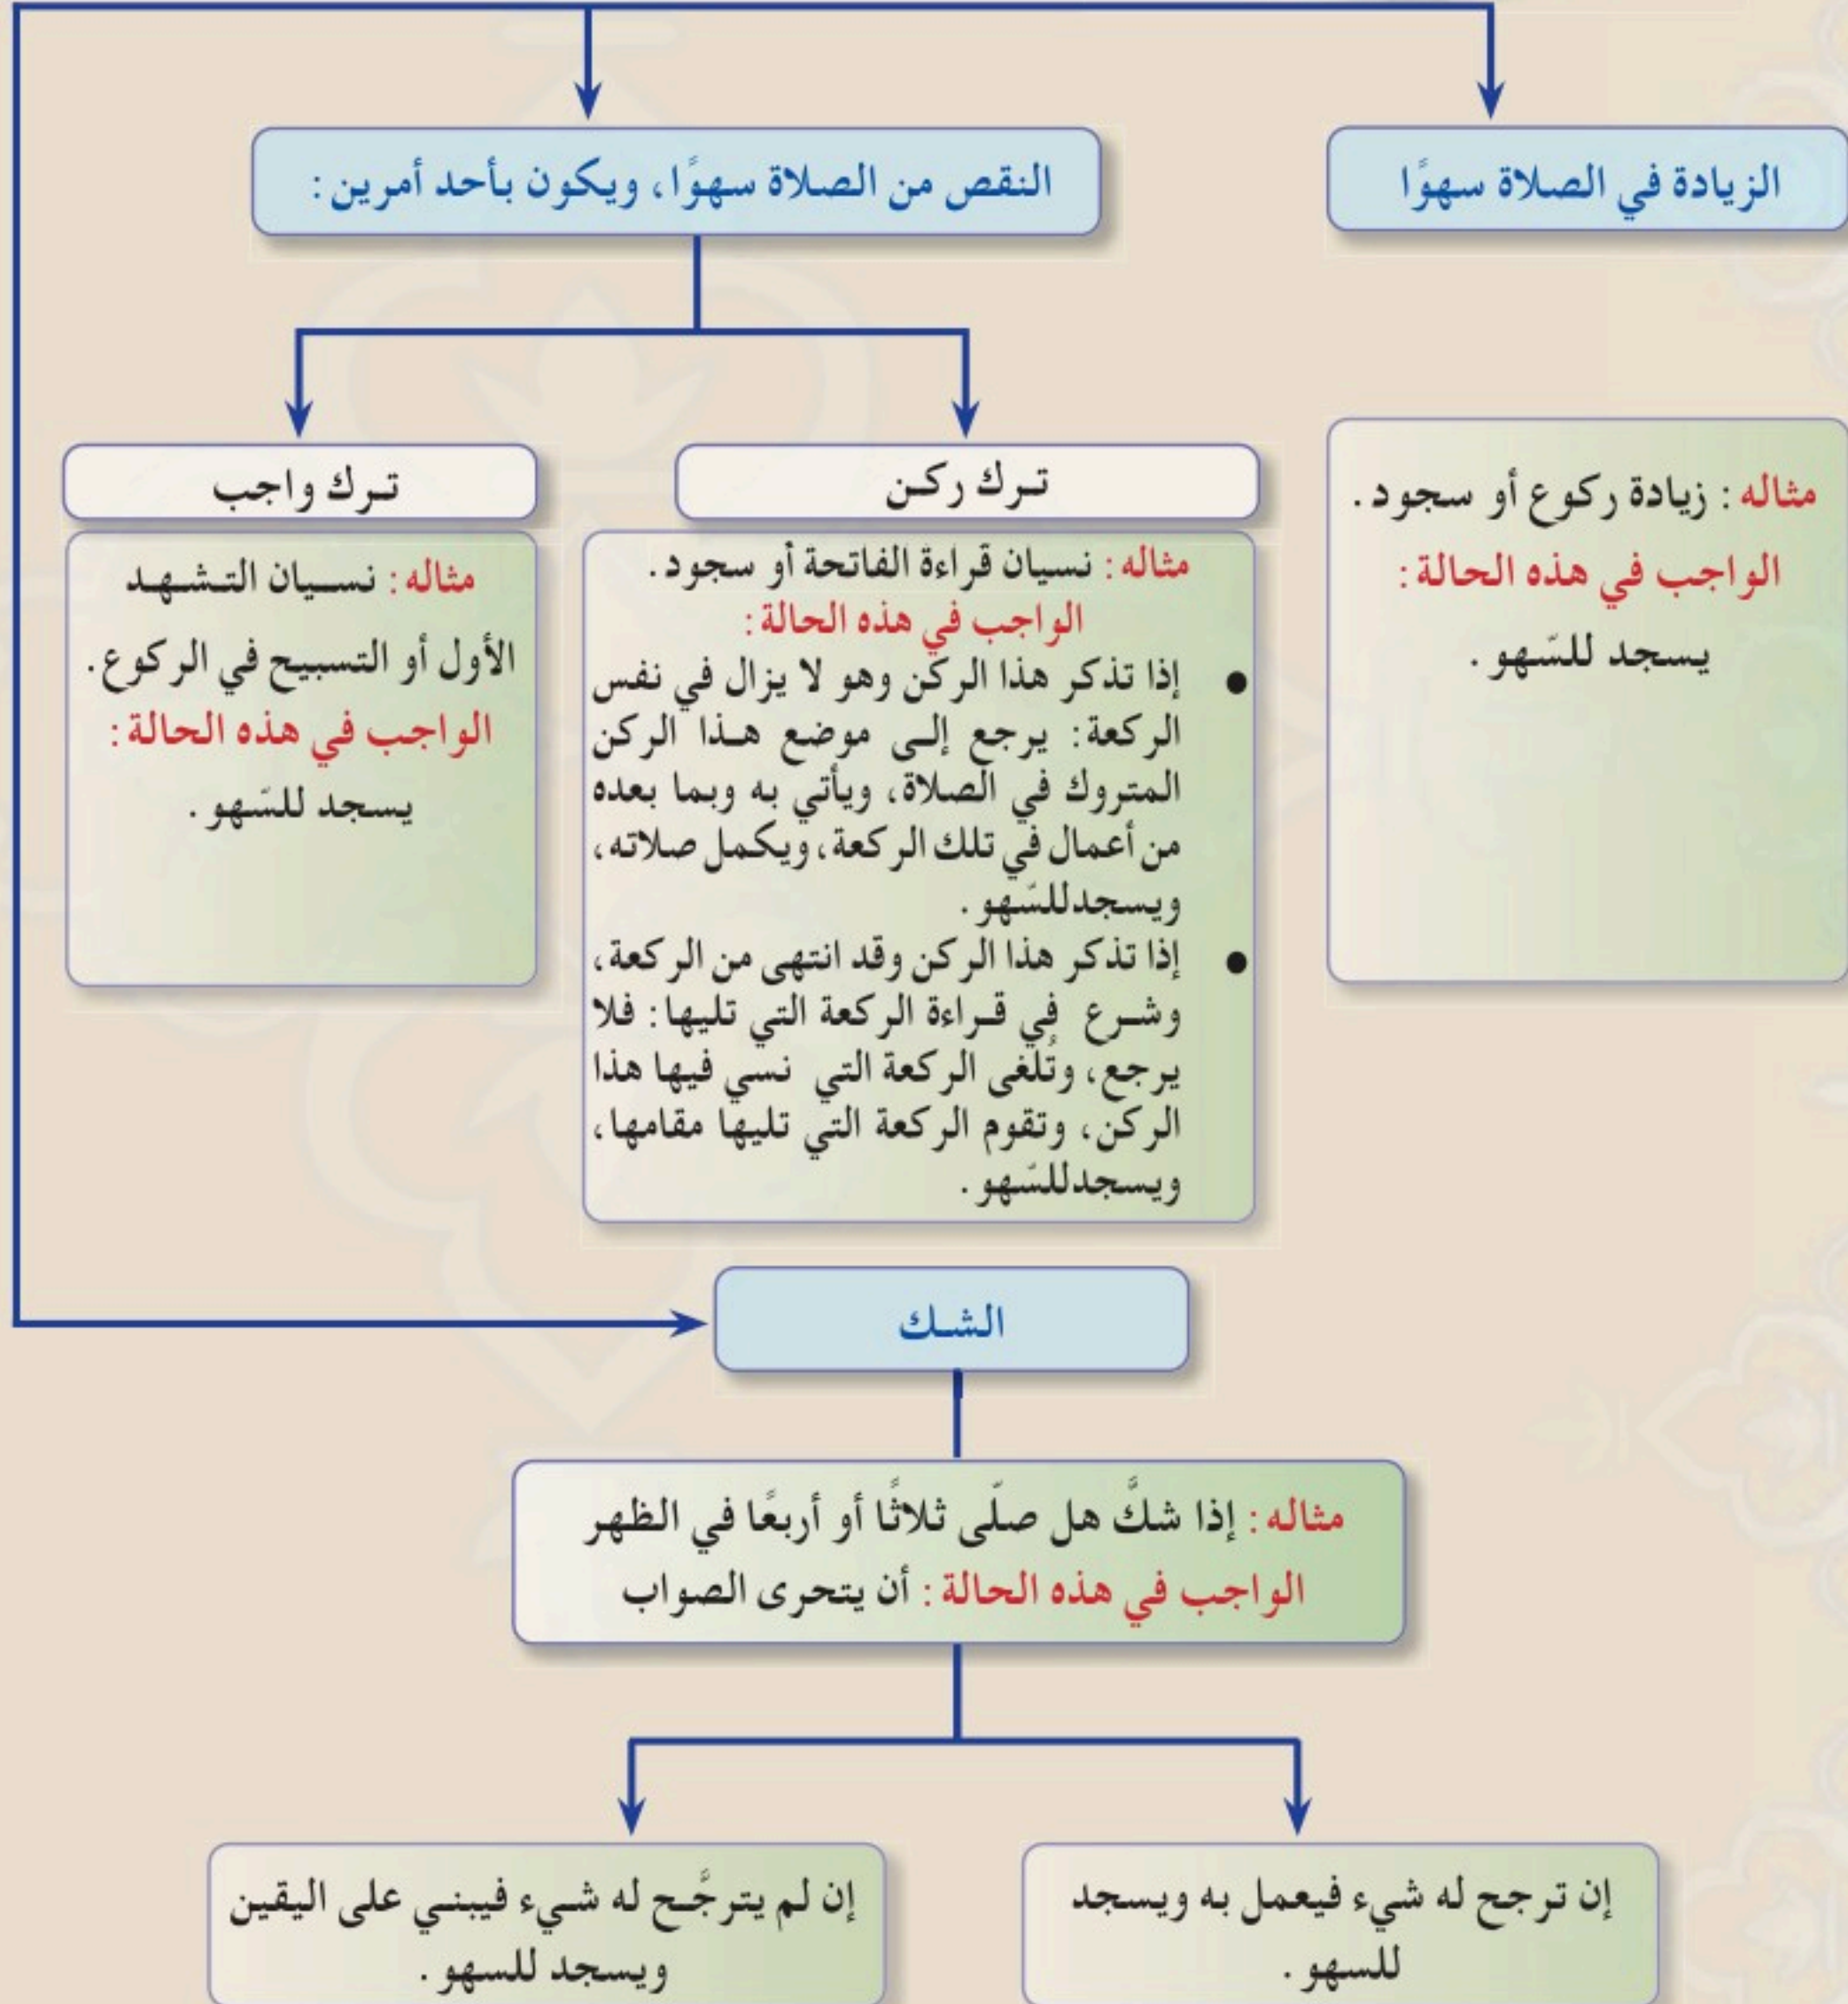 الزيادة في الصلاة سهوًا
النقص من الصلاة سهوًا، ويكون بأحد أمرين:
مثاله: زيادة ركوع أو سجود.
الواجب في هذه الحالة:
يسجد للسّهو.
ترك ركن
مثاله: نسيان قراءة الفاتحة أو سجود.
الواجب في هذه الحالة:
● إذا تذكر هذا الركن وهو لا يزال في نفس
الركعة: يرجع إلى موضع هذا الركن
المتروك في الصلاة، ويأتي به وبما بعده
من أعمال في تلك الركعة، ويكمل صلاته،
ويسجد للسّهو.
● إذا تذكر هذا الركن وقد انتهى من الركعة،
وشرع في قراءة الركعة التي تليها: فلا
يرجع، وتُلغى الركعة التي نسي فيها هذا
الركن، وتقوم الركعة التي تليها مقامها،
ويسجد للسّهو.
ترك واجب
مثاله: نسيان التشهد
الأول أو التسبيح في الركوع.
الواجب في هذه الحالة:
يسجد للسّهو.
الشك
مثاله: إذا شكَّ هل صلّى ثلاثًا أو أربعًا في الظهر
الواجب في هذه الحالة: أن يتحرى الصواب
إن ترجح له شيء فيعمل به ويسجد
للسهو.
إن لم يترجَّح له شيء فيبني على اليقين
ويسجد للسهو.